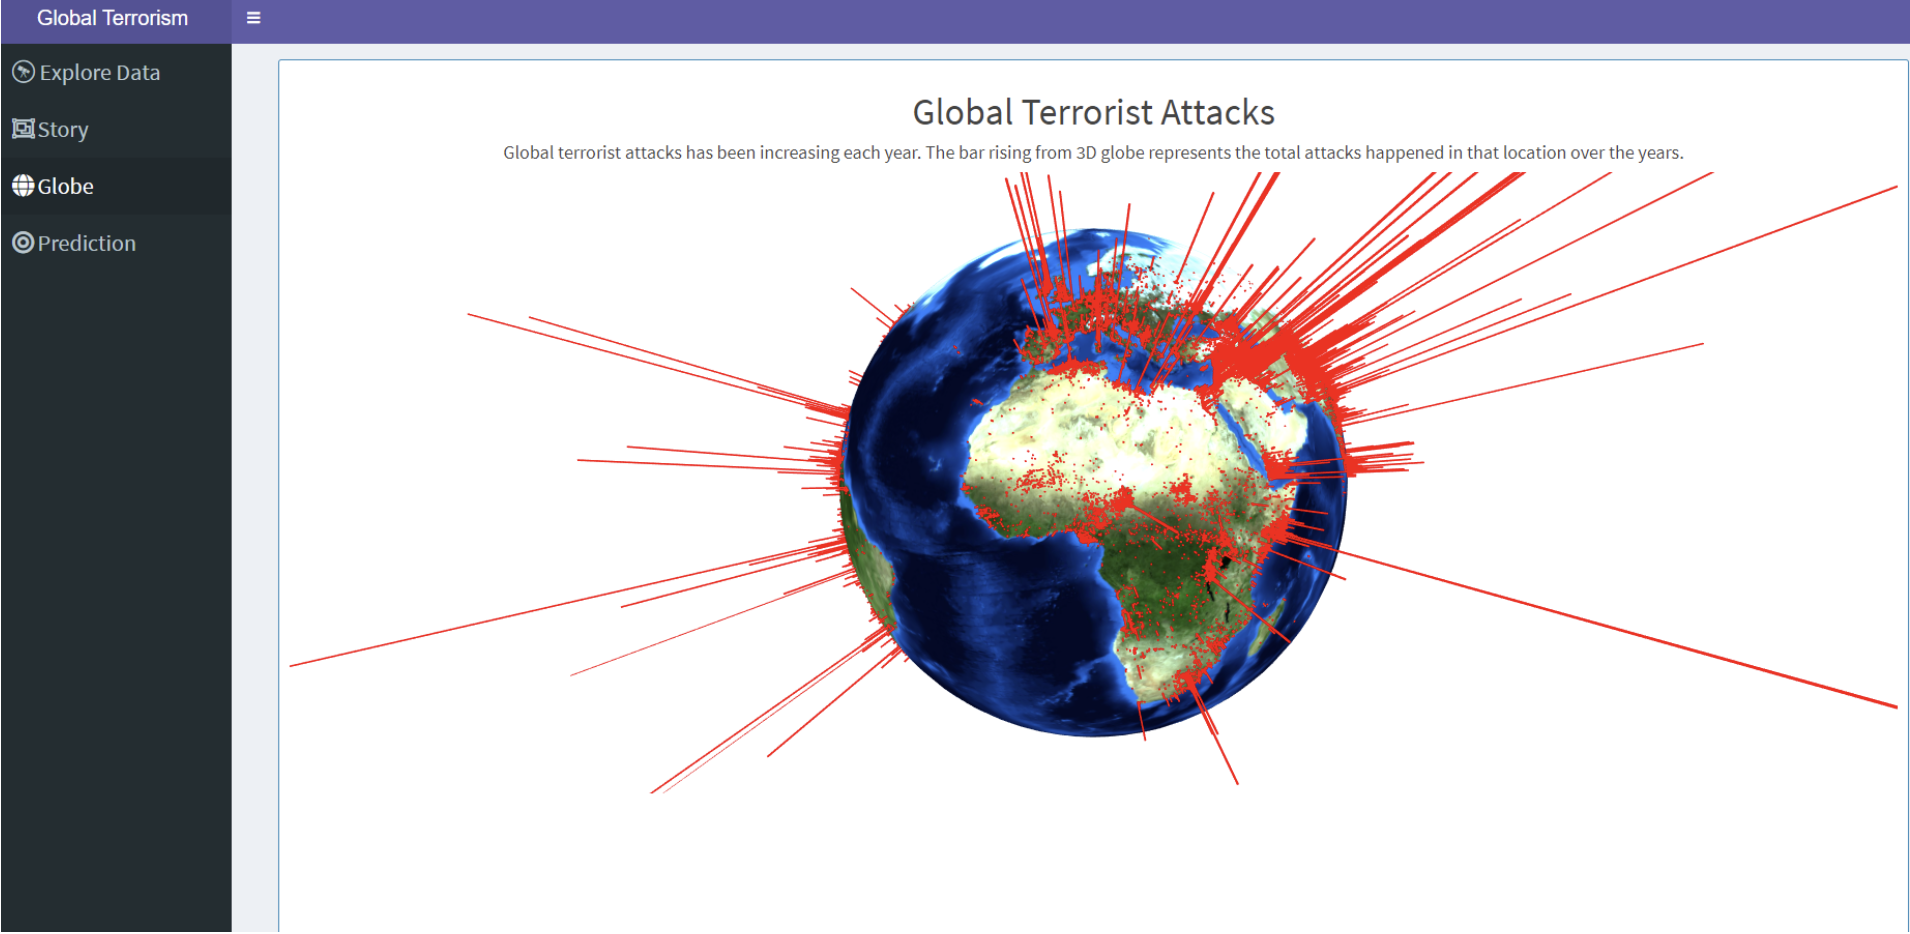 Global Terrorism
Explore Data
Story
Globe
Prediction
Global Terrorist Attacks
Global terrorist attacks has been increasing each year. The bar rising from 3D globe represents the total attacks happened in that location over the years.